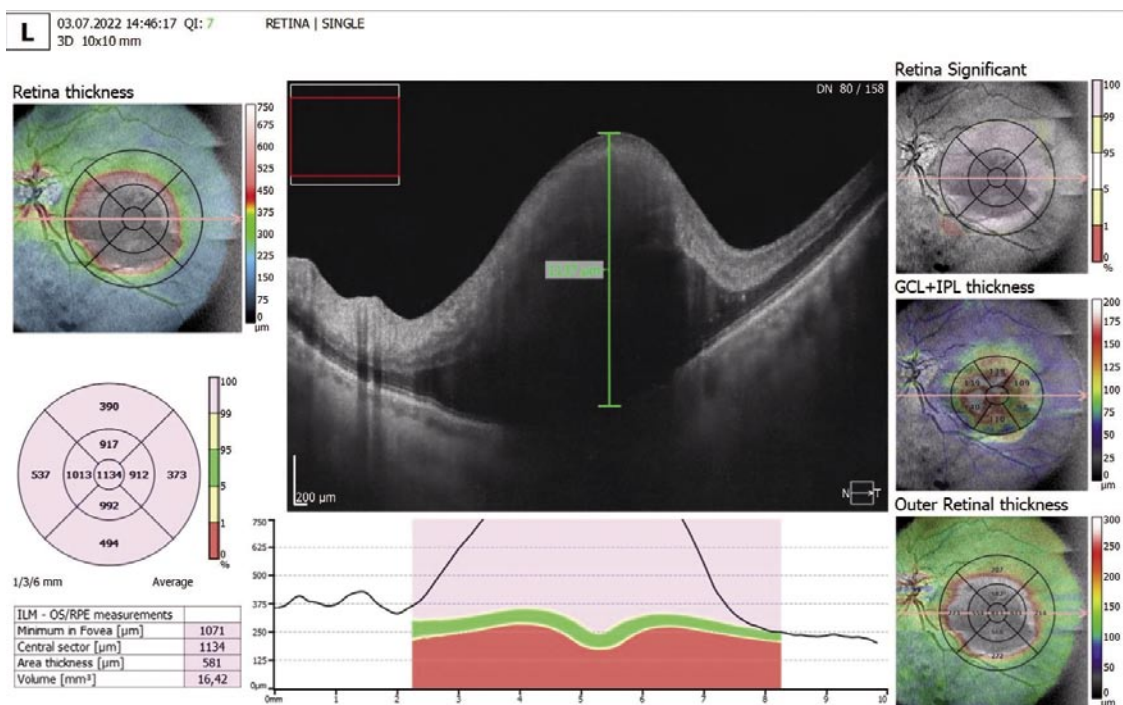 L
03.07.2022 14:46:17 QI: 7 RETINA | SINGLE
3D 10x10 mm
Retina thickness
750
675
600
525
450
375
300
225
150
75
0
µm
DN 80 / 158
200 µm
N T
Retina Significant
100
99
95
5
1
0
%
GCL+IPL thickness
200
175
150
125
100
75
50
25
0
µm
Outer Retinal thickness
300
250
200
150
100
50
0
µm
390
917
537 1013 1134 912 373
992
494
100
99
95
5
1
0
%
1/3/6 mm Average
ILM - OS/RPE measurements
Minimum in Fovea [µm] 1071
Central sector [µm] 1134
Area thickness [µm] 581
Volume [mm³] 16,42
750
625
500
375
250
125
0µm
0mm 1 2 3 4 5 6 7 8 9 10